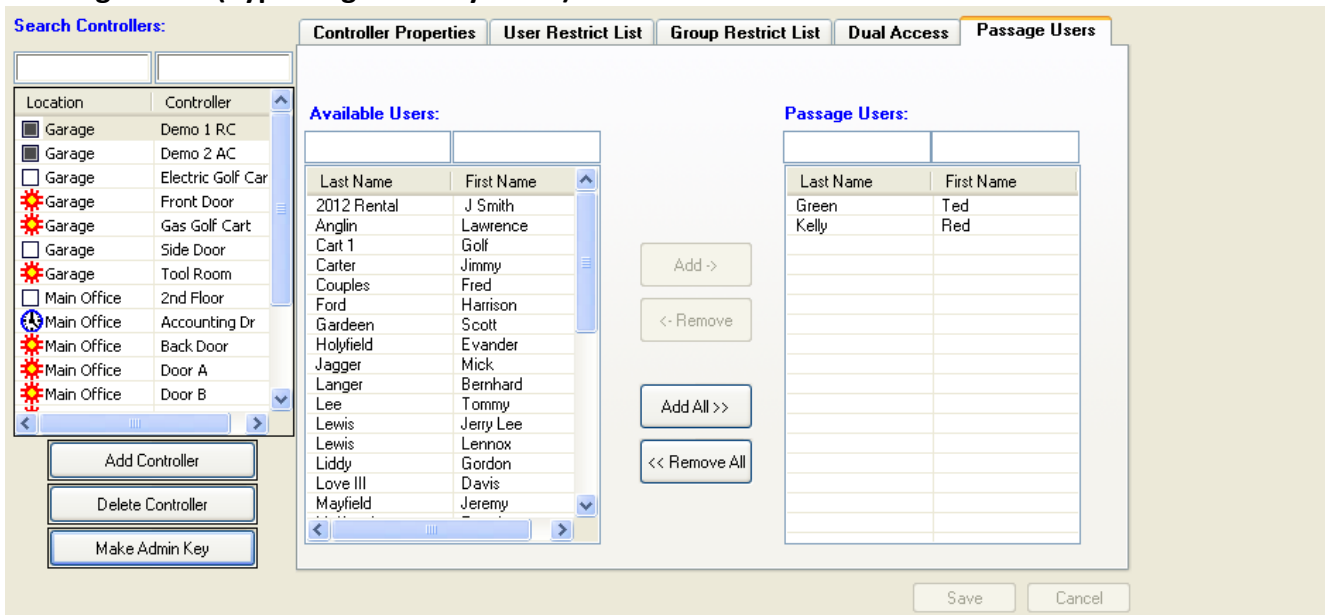 Search Controllers:
Controller Properties
User Restrict List
Group Restrict List
Dual Access
Passage Users
Location Controller
Garage Demo 1 RC
Garage Demo 2 AC
Garage Electric Golf Car
Garage Front Door
Garage Gas Golf Cart
Garage Side Door
Garage Tool Room
Main Office 2nd Floor
Main Office Accounting Dr
Main Office Back Door
Main Office Door A
Main Office Door B
Add Controller
Delete Controller
Make Admin Key
Available Users:
Last Name First Name
2012 Rental J Smith
Anglin Lawrence
Cart 1 Golf
Carter Jimmy
Couples Fred
Ford Harrison
Gardeen Scott
Holyfield Evander
Jagger Mick
Langer Bernhard
Lee Tommy
Lewis Jerry Lee
Lewis Lennox
Liddy Gordon
Love III Davis
Mayfield Jeremy
Add ->
<- Remove
Add All >>
<< Remove All
Passage Users:
Last Name First Name
Green Ted
Kelly Red
Save
Cancel